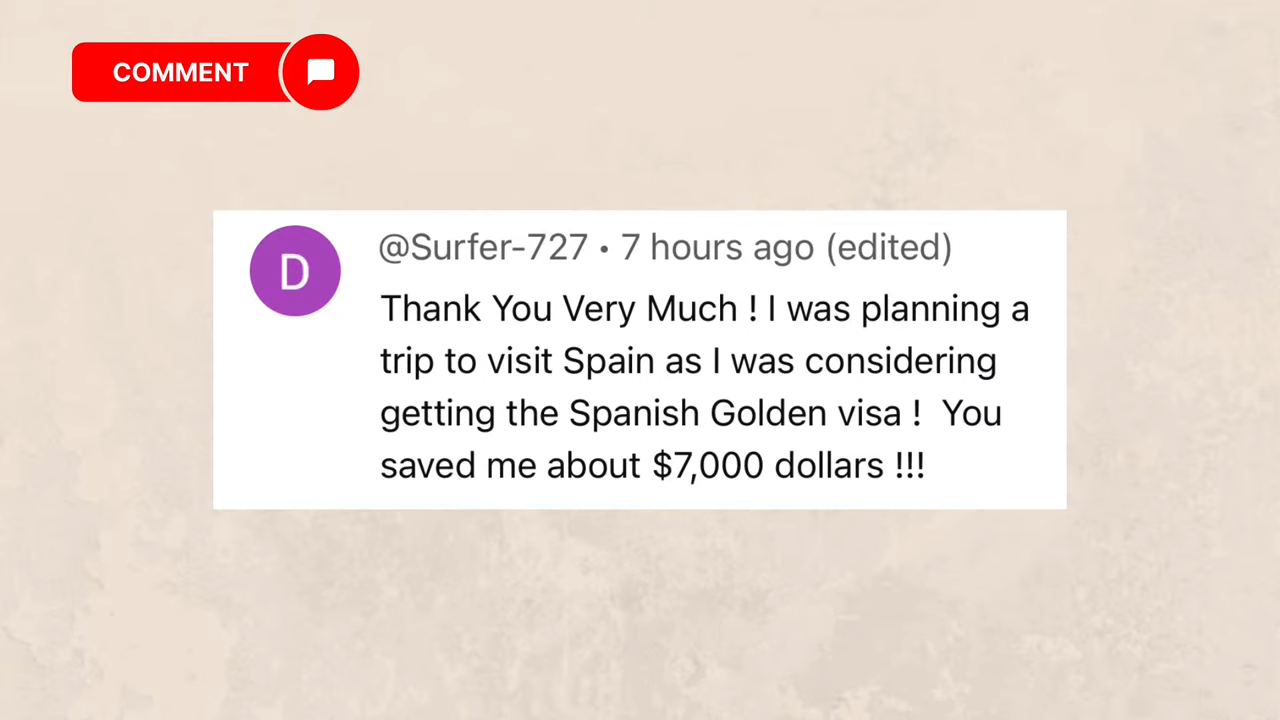 COMMENT
D
@Surfer-727 • 7 hours ago (edited)
Thank You Very Much ! I was planning a
trip to visit Spain as I was considering
getting the Spanish Golden visa !  You
saved me about $7,000 dollars !!!